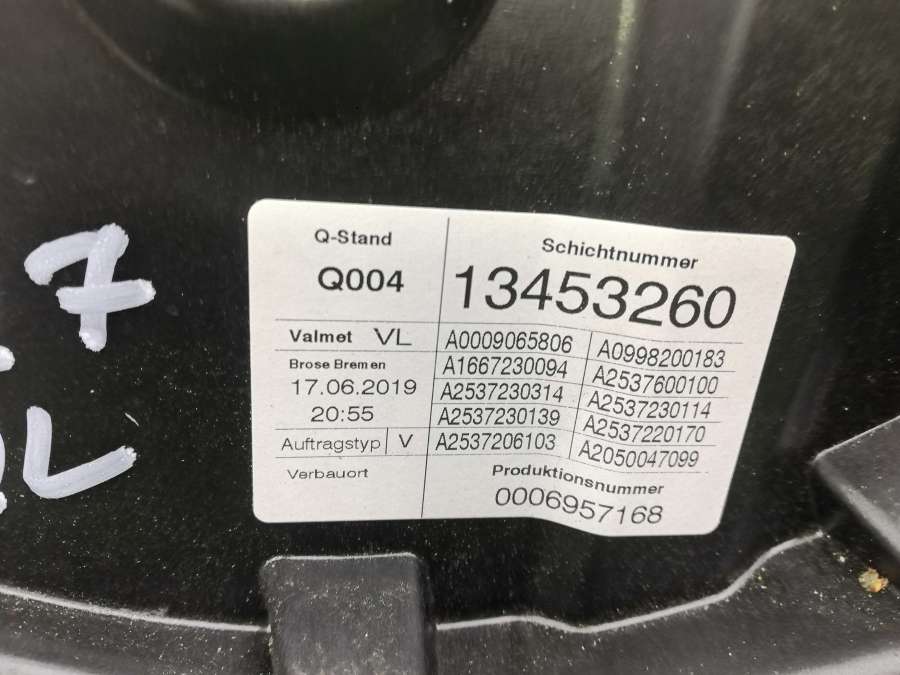 Q-Stand
Q004
Schichtnummer
13453260
Valmet VL
Brose Bremen
17.06.2019
20:55
Auftragstyp V
Verbauort
A0009065806 A0998200183
A1667230094 A2537600100
A2537230314 A2537230114
A2537230139 A2537220170
A2537206103 A2050047099
Produktionsnummer
0006957168
7
L